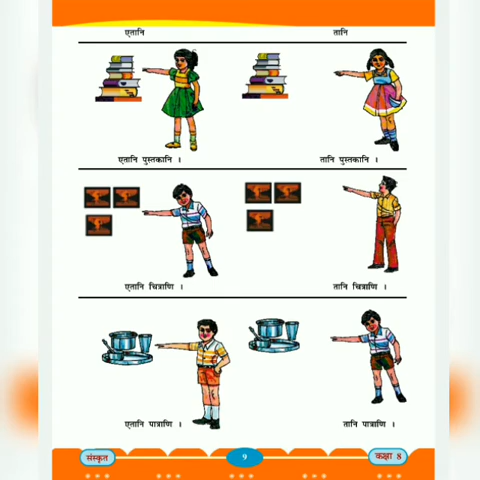 एतानि तानि
एतानि पुस्तकानि । तानि पुस्तकानि ।
एतानि चित्राणि । तानि चित्राणि ।
एतानि पात्राणि । तानि पात्राणि ।
संस्कृत 9 कक्षा 8